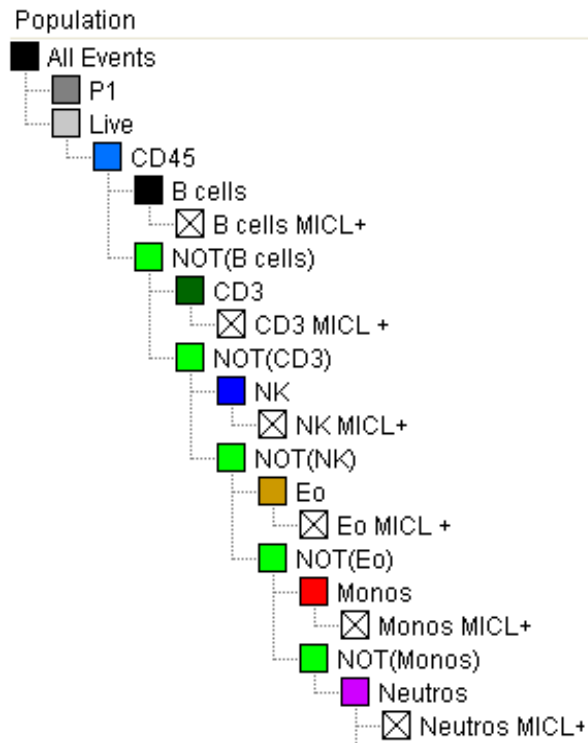 Population
All Events
P1
Live
CD45
B cells
B cells MICL+
NOT(B cells)
CD3
CD3 MICL +
NOT(CD3)
NK
NK MICL+
NOT(NK)
Eo
Eo MICL +
NOT(Eo)
Monos
Monos MICL+
NOT(Monos)
Neutros
Neutros MICL+